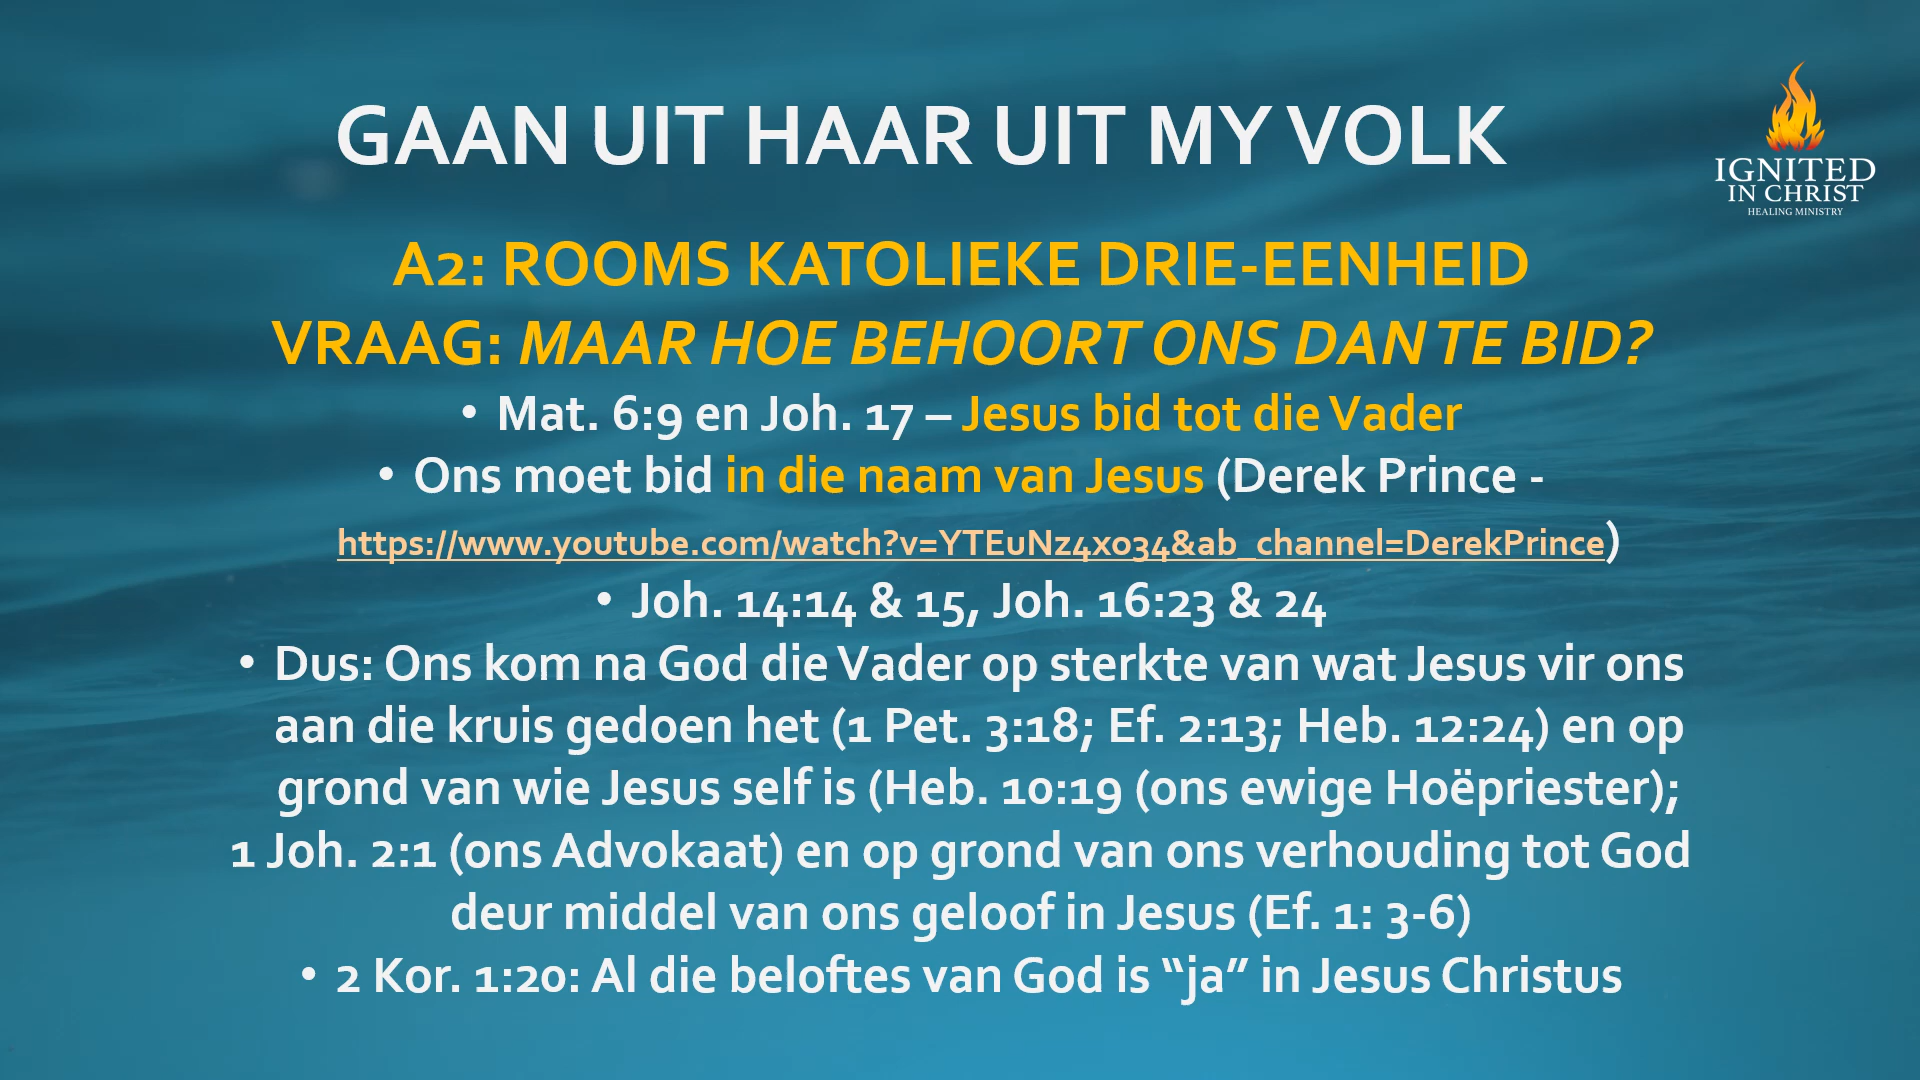 GAAN UIT HAAR UIT MY VOLK
IGNITED
IN CHRIST
HEALING MINISTRY
A2: ROOMS KATOLIEKE DRIE-EENHEID
VRAAG: MAAR HOE BEHOORT ONS DAN TE BID?
• Mat. 6:9 en Joh. 17 – Jesus bid tot die Vader
• Ons moet bid in die naam van Jesus (Derek Prince -
https://www.youtube.com/watch?v=YTEuNz4xo34&ab_channel=DerekPrince)
• Joh. 14:14 & 15, Joh. 16:23 & 24
• Dus: Ons kom na God die Vader op sterkte van wat Jesus vir ons
aan die kruis gedoen het (1 Pet. 3:18; Ef. 2:13; Heb. 12:24) en op
grond van wie Jesus self is (Heb. 10:19 (ons ewige Hoëpriester);
1 Joh. 2:1 (ons Advokaat) en op grond van ons verhouding tot God
deur middel van ons geloof in Jesus (Ef. 1: 3-6)
• 2 Kor. 1:20: Al die beloftes van God is “ja” in Jesus Christus